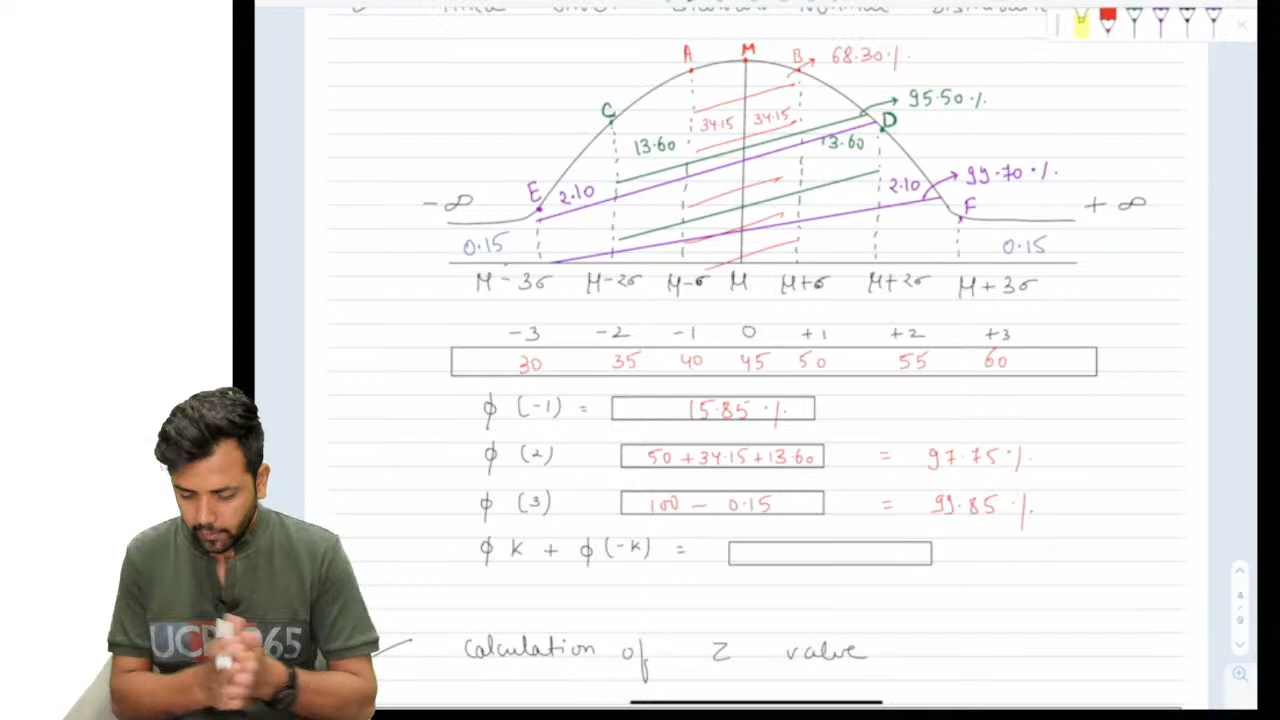 A M B 68.30 %
C 34.15 34.15 95.50 %
13.60 13.60 D
E 2.10 2.10 99.70 %
- ∞ F + ∞
0.15 0.15
μ-3σ μ-2σ μ-σ μ μ+σ μ+2σ μ+3σ
-3 -2 -1 0 +1 +2 +3
30 35 40 45 50 55 60
φ (-1) = 15.85 %
φ (2) 50 + 34.15 + 13.60 = 97.75 %
φ (3) 100 - 0.15 = 99.85 %
φ K + φ (-K) =
Calculation of Z valve
4
/
9